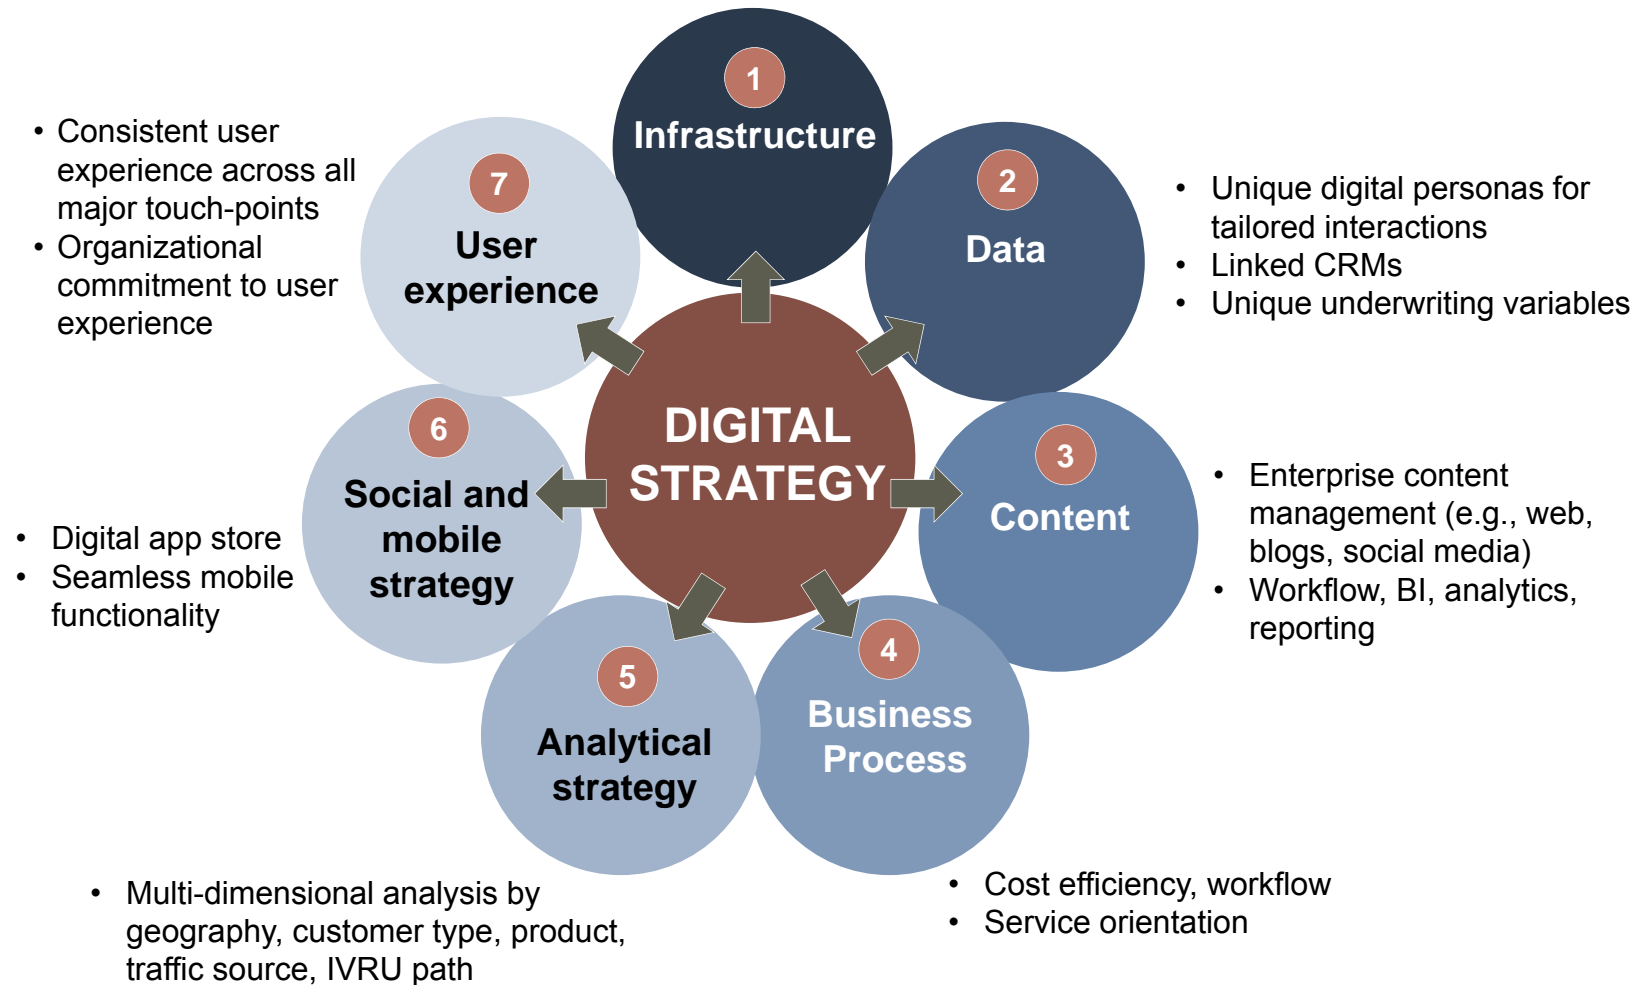 1
Infrastructure
2
Data
• Unique digital personas for
tailored interactions
• Linked CRMs
• Unique underwriting variables
3
Content
• Enterprise content
management (e.g., web,
blogs, social media)
• Workflow, BI, analytics,
reporting
4
Business
Process
• Cost efficiency, workflow
• Service orientation
5
Analytical
strategy
• Multi-dimensional analysis by
geography, customer type, product,
traffic source, IVRU path
6
Social and
mobile
strategy
• Digital app store
• Seamless mobile
functionality
7
User
experience
• Consistent user
experience across all
major touch-points
• Organizational
commitment to user
experience
DIGITAL
STRATEGY